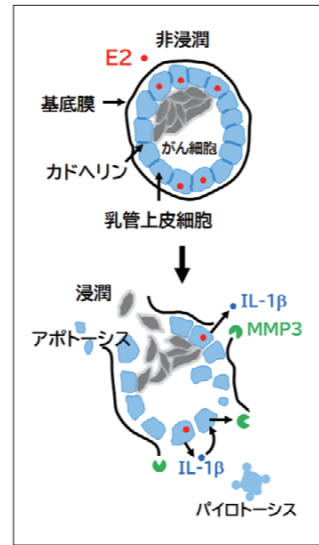 非浸潤
E2
基底膜
がん細胞
カドヘリン
乳管上皮細胞
浸潤
IL-1β
MMP3
アポトーシス
IL-1β
パイロトーシス